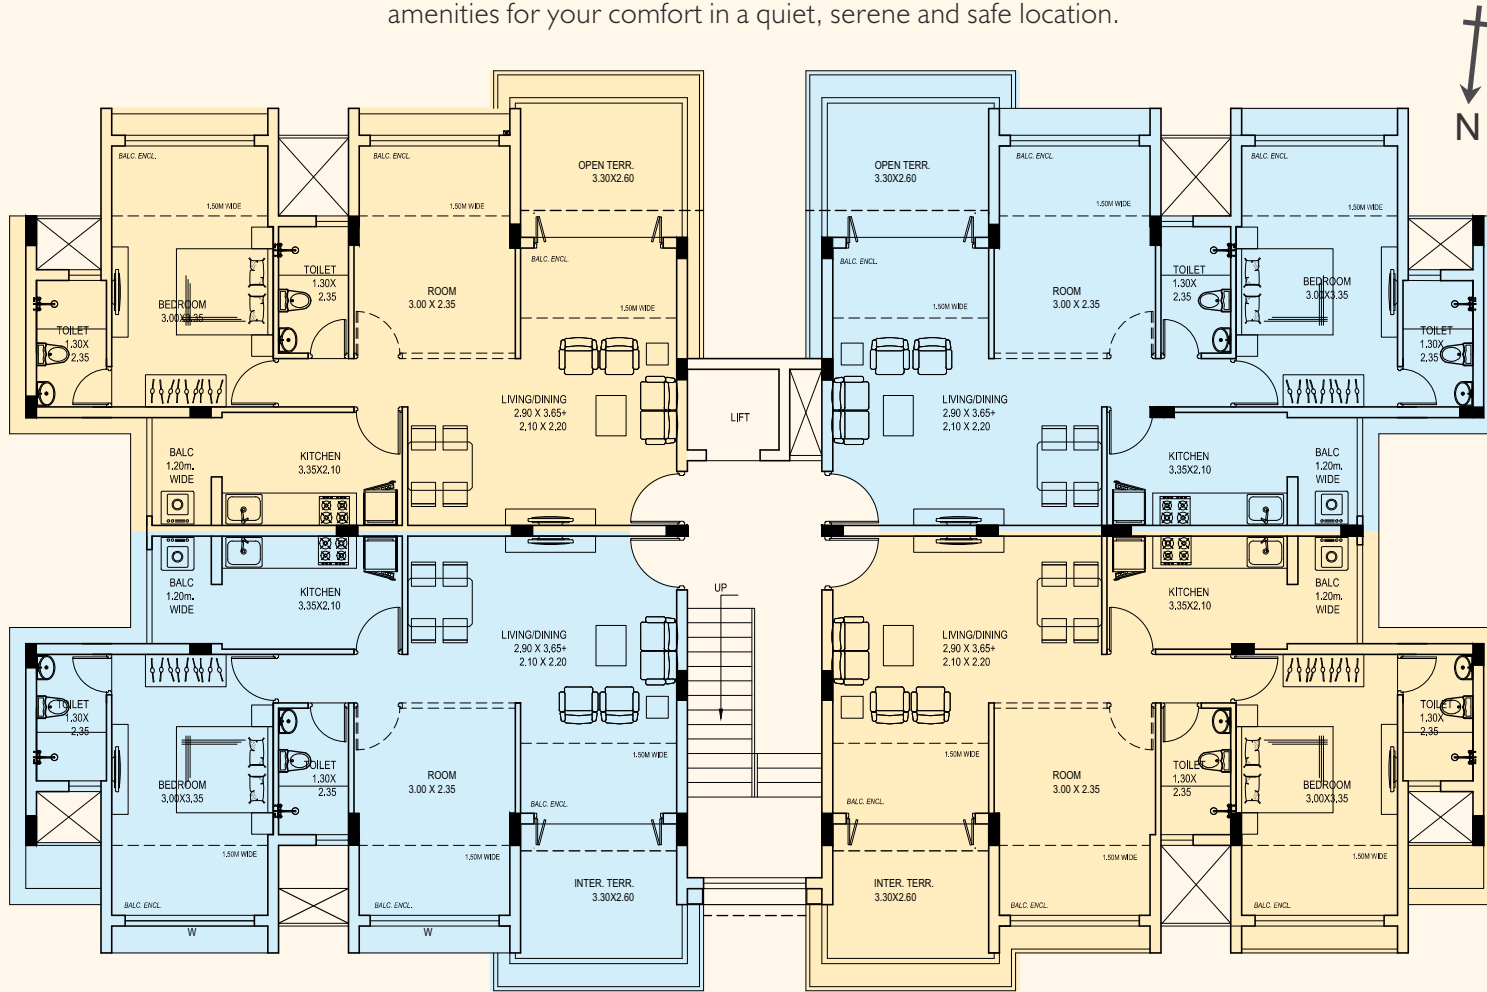 amenities for your comfort in a quiet, serene and safe location.
N
BALC. ENCL.
1.50M WIDE
BEDROOM
3.00X3.35
TOILET
1.30X
2.35
TOILET
1.30X
2.35
BALC. ENCL.
1.50M WIDE
ROOM
3.00 X 2.35
OPEN TERR.
3.30X2.60
BALC. ENCL.
1.50M WIDE
LIVING/DINING
2.90 X 3.65+
2.10 X 2.20
KITCHEN
3.35X2.10
BALC
1.20m.
WIDE
LIFT
OPEN TERR.
3.30X2.60
BALC. ENCL.
1.50M WIDE
LIVING/DINING
2.90 X 3.65+
2.10 X 2.20
BALC. ENCL.
1.50M WIDE
ROOM
3.00 X 2.35
TOILET
1.30X
2.35
BALC. ENCL.
1.50M WIDE
BEDROOM
3.00X3.35
TOILET
1.30X
2.35
KITCHEN
3.35X2.10
BALC
1.20m.
WIDE
BALC
1.20m.
WIDE
KITCHEN
3.35X2.10
LIVING/DINING
2.90 X 3.65+
2.10 X 2.20
1.50M WIDE
BALC. ENCL.
TOILET
1.30X
2.35
BEDROOM
3.00X3.35
1.50M WIDE
BALC. ENCL.
W
TOILET
1.30X
2.35
ROOM
3.00 X 2.35
1.50M WIDE
BALC. ENCL.
W
INTER. TERR.
3.30X2.60
UP
LIVING/DINING
2.90 X 3.65+
2.10 X 2.20
1.50M WIDE
BALC. ENCL.
INTER. TERR.
3.30X2.60
KITCHEN
3.35X2.10
BALC
1.20m.
WIDE
ROOM
3.00 X 2.35
1.50M WIDE
BALC. ENCL.
TOILET
1.30X
2.35
BEDROOM
3.00X3.35
1.50M WIDE
BALC. ENCL.
TOILET
1.30X
2.35